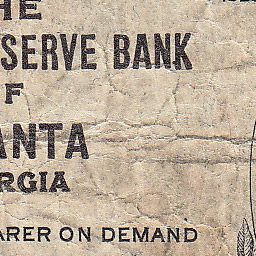 HE
SERVE BANK
F
ANTA
RGIA
ARER ON DEMAND